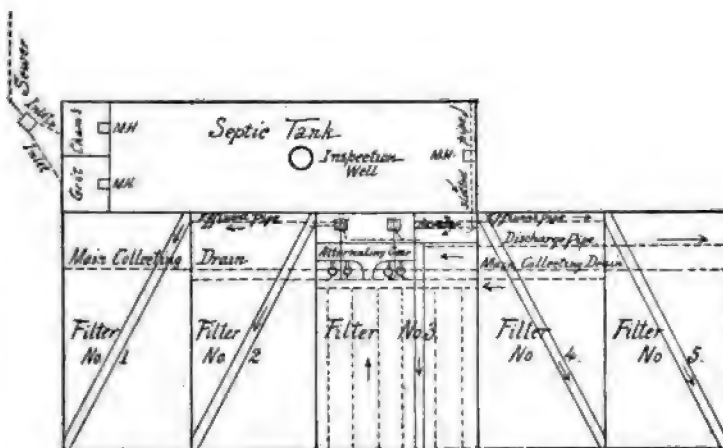 Sewer
Inlet
Inlet
Grit Chamb
MH
MH
Septic Tank
Inspection
Well
MH
Effluent Pipe
Effluent pipe
Discharge Pipe
Main Collecting Drain
Alternating Gear
Main Collecting Drain
Filter
No 1
Filter
No 2
Filter No 3.
Filter
No 4.
Filter
No 5.